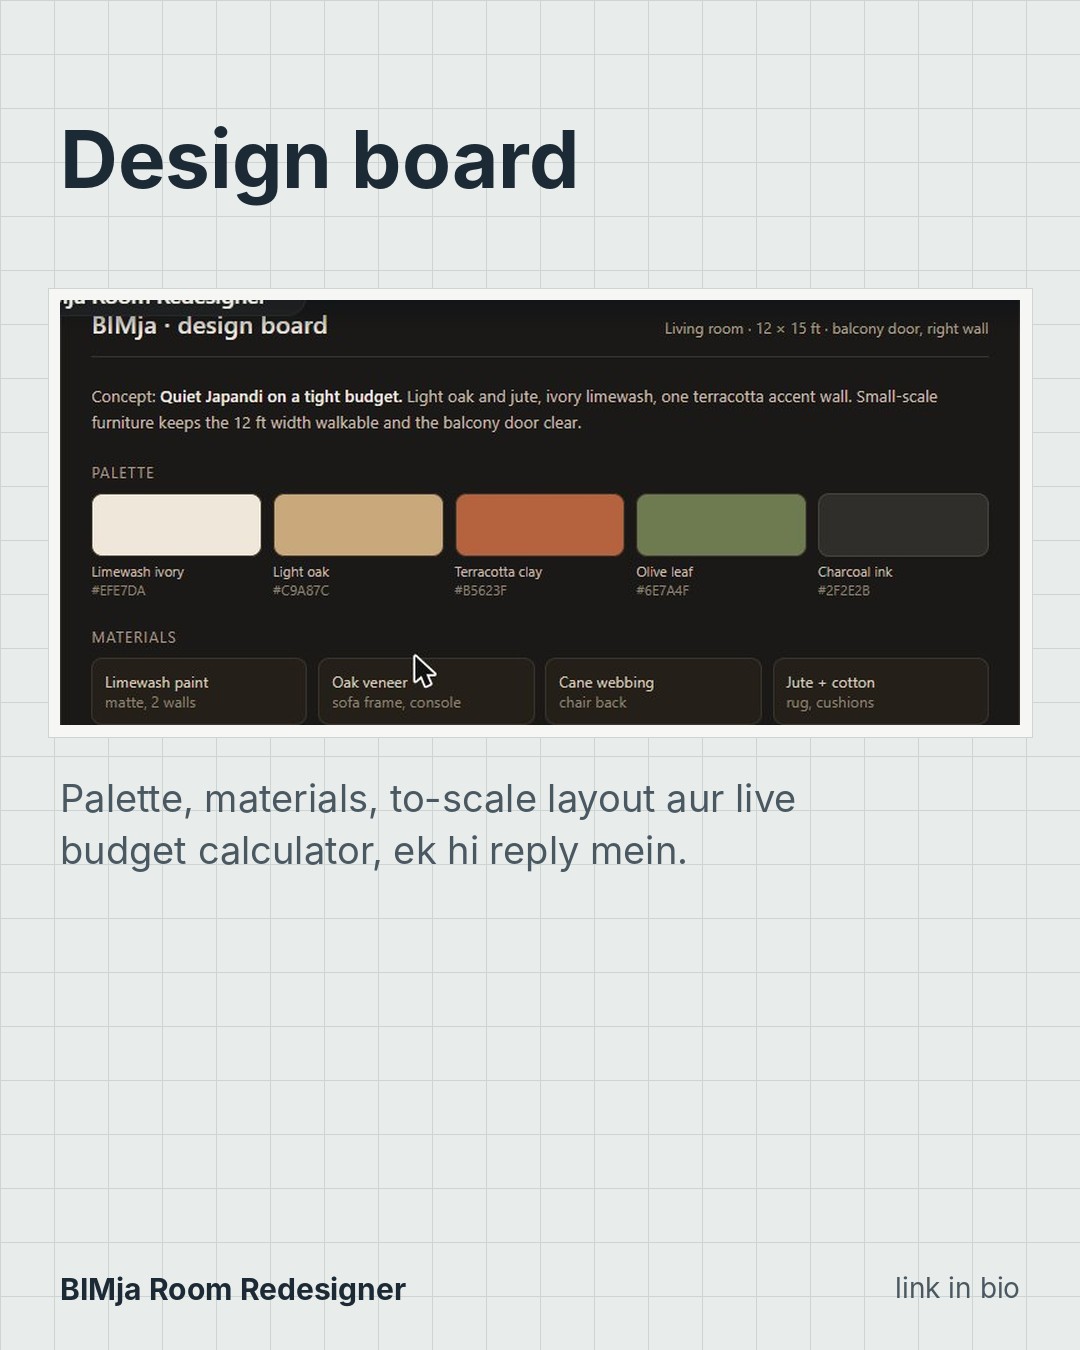 Design board
Room Redesigner
BIMja · design board
Living room · 12 × 15 ft · balcony door, right wall
Concept: Quiet Japandi on a tight budget. Light oak and jute, ivory limewash, one terracotta accent wall. Small-scale
furniture keeps the 12 ft width walkable and the balcony door clear.
PALETTE
Limewash ivory
#EFE7DA
Light oak
#C9A87C
Terracotta clay
#B5623F
Olive leaf
#6E7A4F
Charcoal ink
#2F2E2B
MATERIALS
Limewash paint
matte, 2 walls
Oak veneer
sofa frame, console
Cane webbing
chair back
Jute + cotton
rug, cushions
Palette, materials, to-scale layout aur live
budget calculator, ek hi reply mein.
BIMja Room Redesigner
link in bio